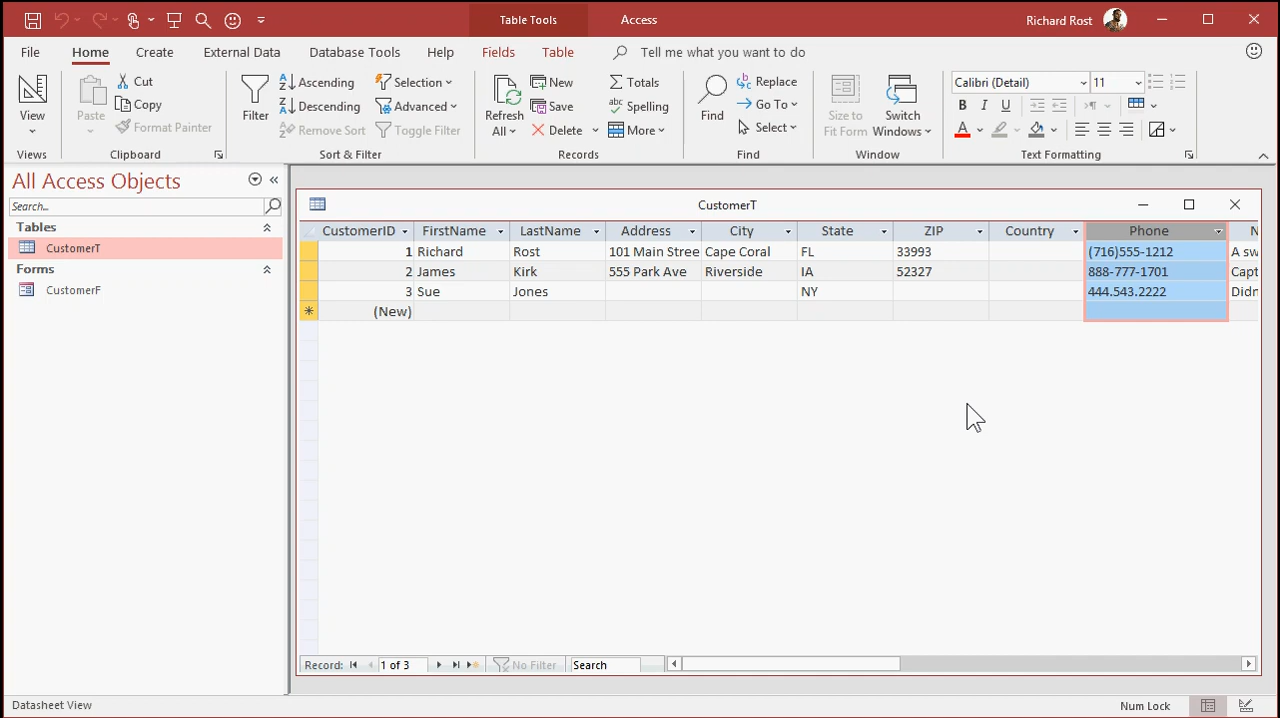 Table Tools
Access
Richard Rost
File Home Create External Data Database Tools Help Fields Table Tell me what you want to do
View
Views
Paste
Cut
Copy
Format Painter
Clipboard
Filter
Ascending
Descending
Remove Sort
Selection
Advanced
Toggle Filter
Sort & Filter
Refresh
All
New
Save
Delete
Totals
Spelling
More
Records
Find
Replace
Go To
Select
Find
Size to
Fit Form
Switch
Windows
Window
Calibri (Detail) 11
B I U
A
Text Formatting
All Access Objects
Search...
Tables
CustomerT
Forms
CustomerF
CustomerT
CustomerID FirstName LastName Address City State ZIP Country Phone N
1 Richard Rost 101 Main Stree Cape Coral FL 33993 (716)555-1212 A sw
2 James Kirk 555 Park Ave Riverside IA 52327 888-777-1701 Capt
3 Sue Jones NY 444.543.2222 Didn
(New)
Record: 1 of 3 No Filter Search
Datasheet View
Num Lock